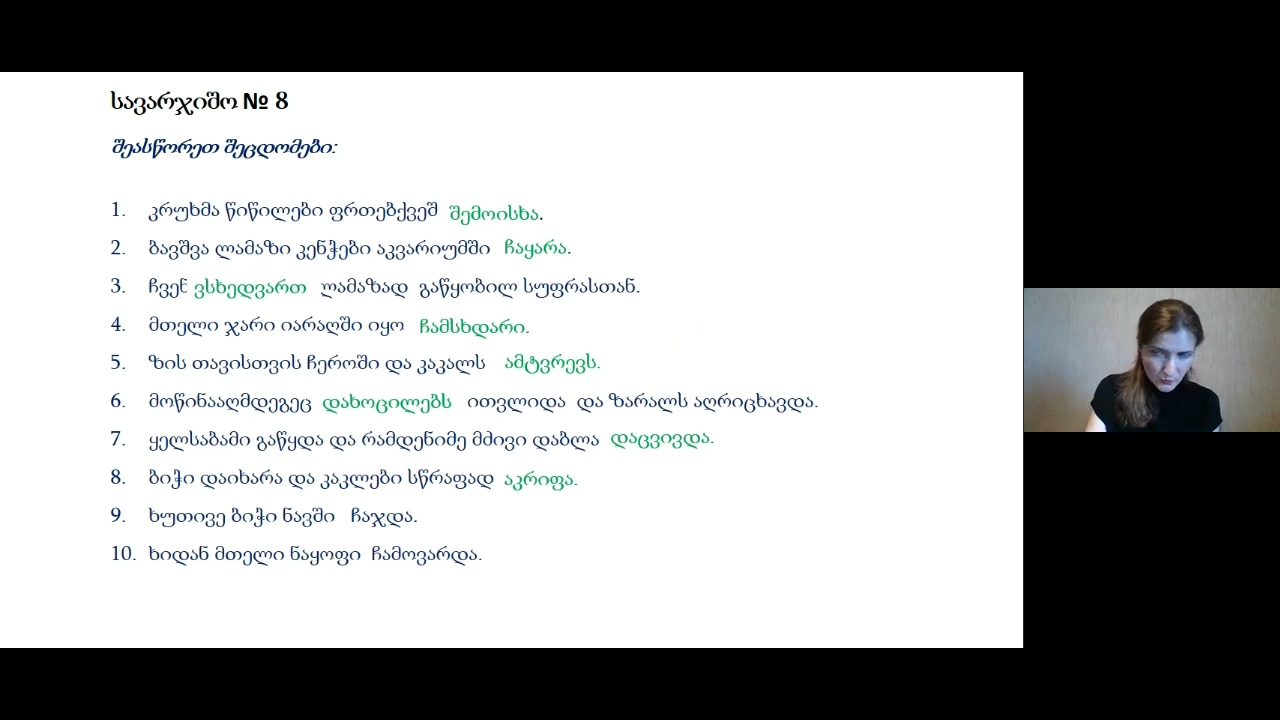 სავარჯიშო № 8
შეასწორეთ შეცდომები:
1. კრუხმა წიწილები ფრთებქვეშ შემოისხა.
2. ბავშვა ლამაზი კენჭები აკვარიუმში ჩაყარა.
3. ჩვენ ვსხედვართ ლამაზად გაწყობილ სუფრასთან.
4. მთელი ჯარი იარაღში იყო ჩამსხდარი.
5. ზის თავისთვის ჩეროში და კაკალს ამტვრევს.
6. მოწინააღმდეგეც დახოცილებს ითვლიდა და ზარალს აღრიცხავდა.
7. ყელსაბამი გაწყდა და რამდენიმე მძივი დაბლა დაცვივდა.
8. ბიჭი დაიხარა და კაკლები სწრაფად აკრიფა.
9. ხუთივე ბიჭი ნავში ჩაჯდა.
10. ხიდან მთელი ნაყოფი ჩამოვარდა.